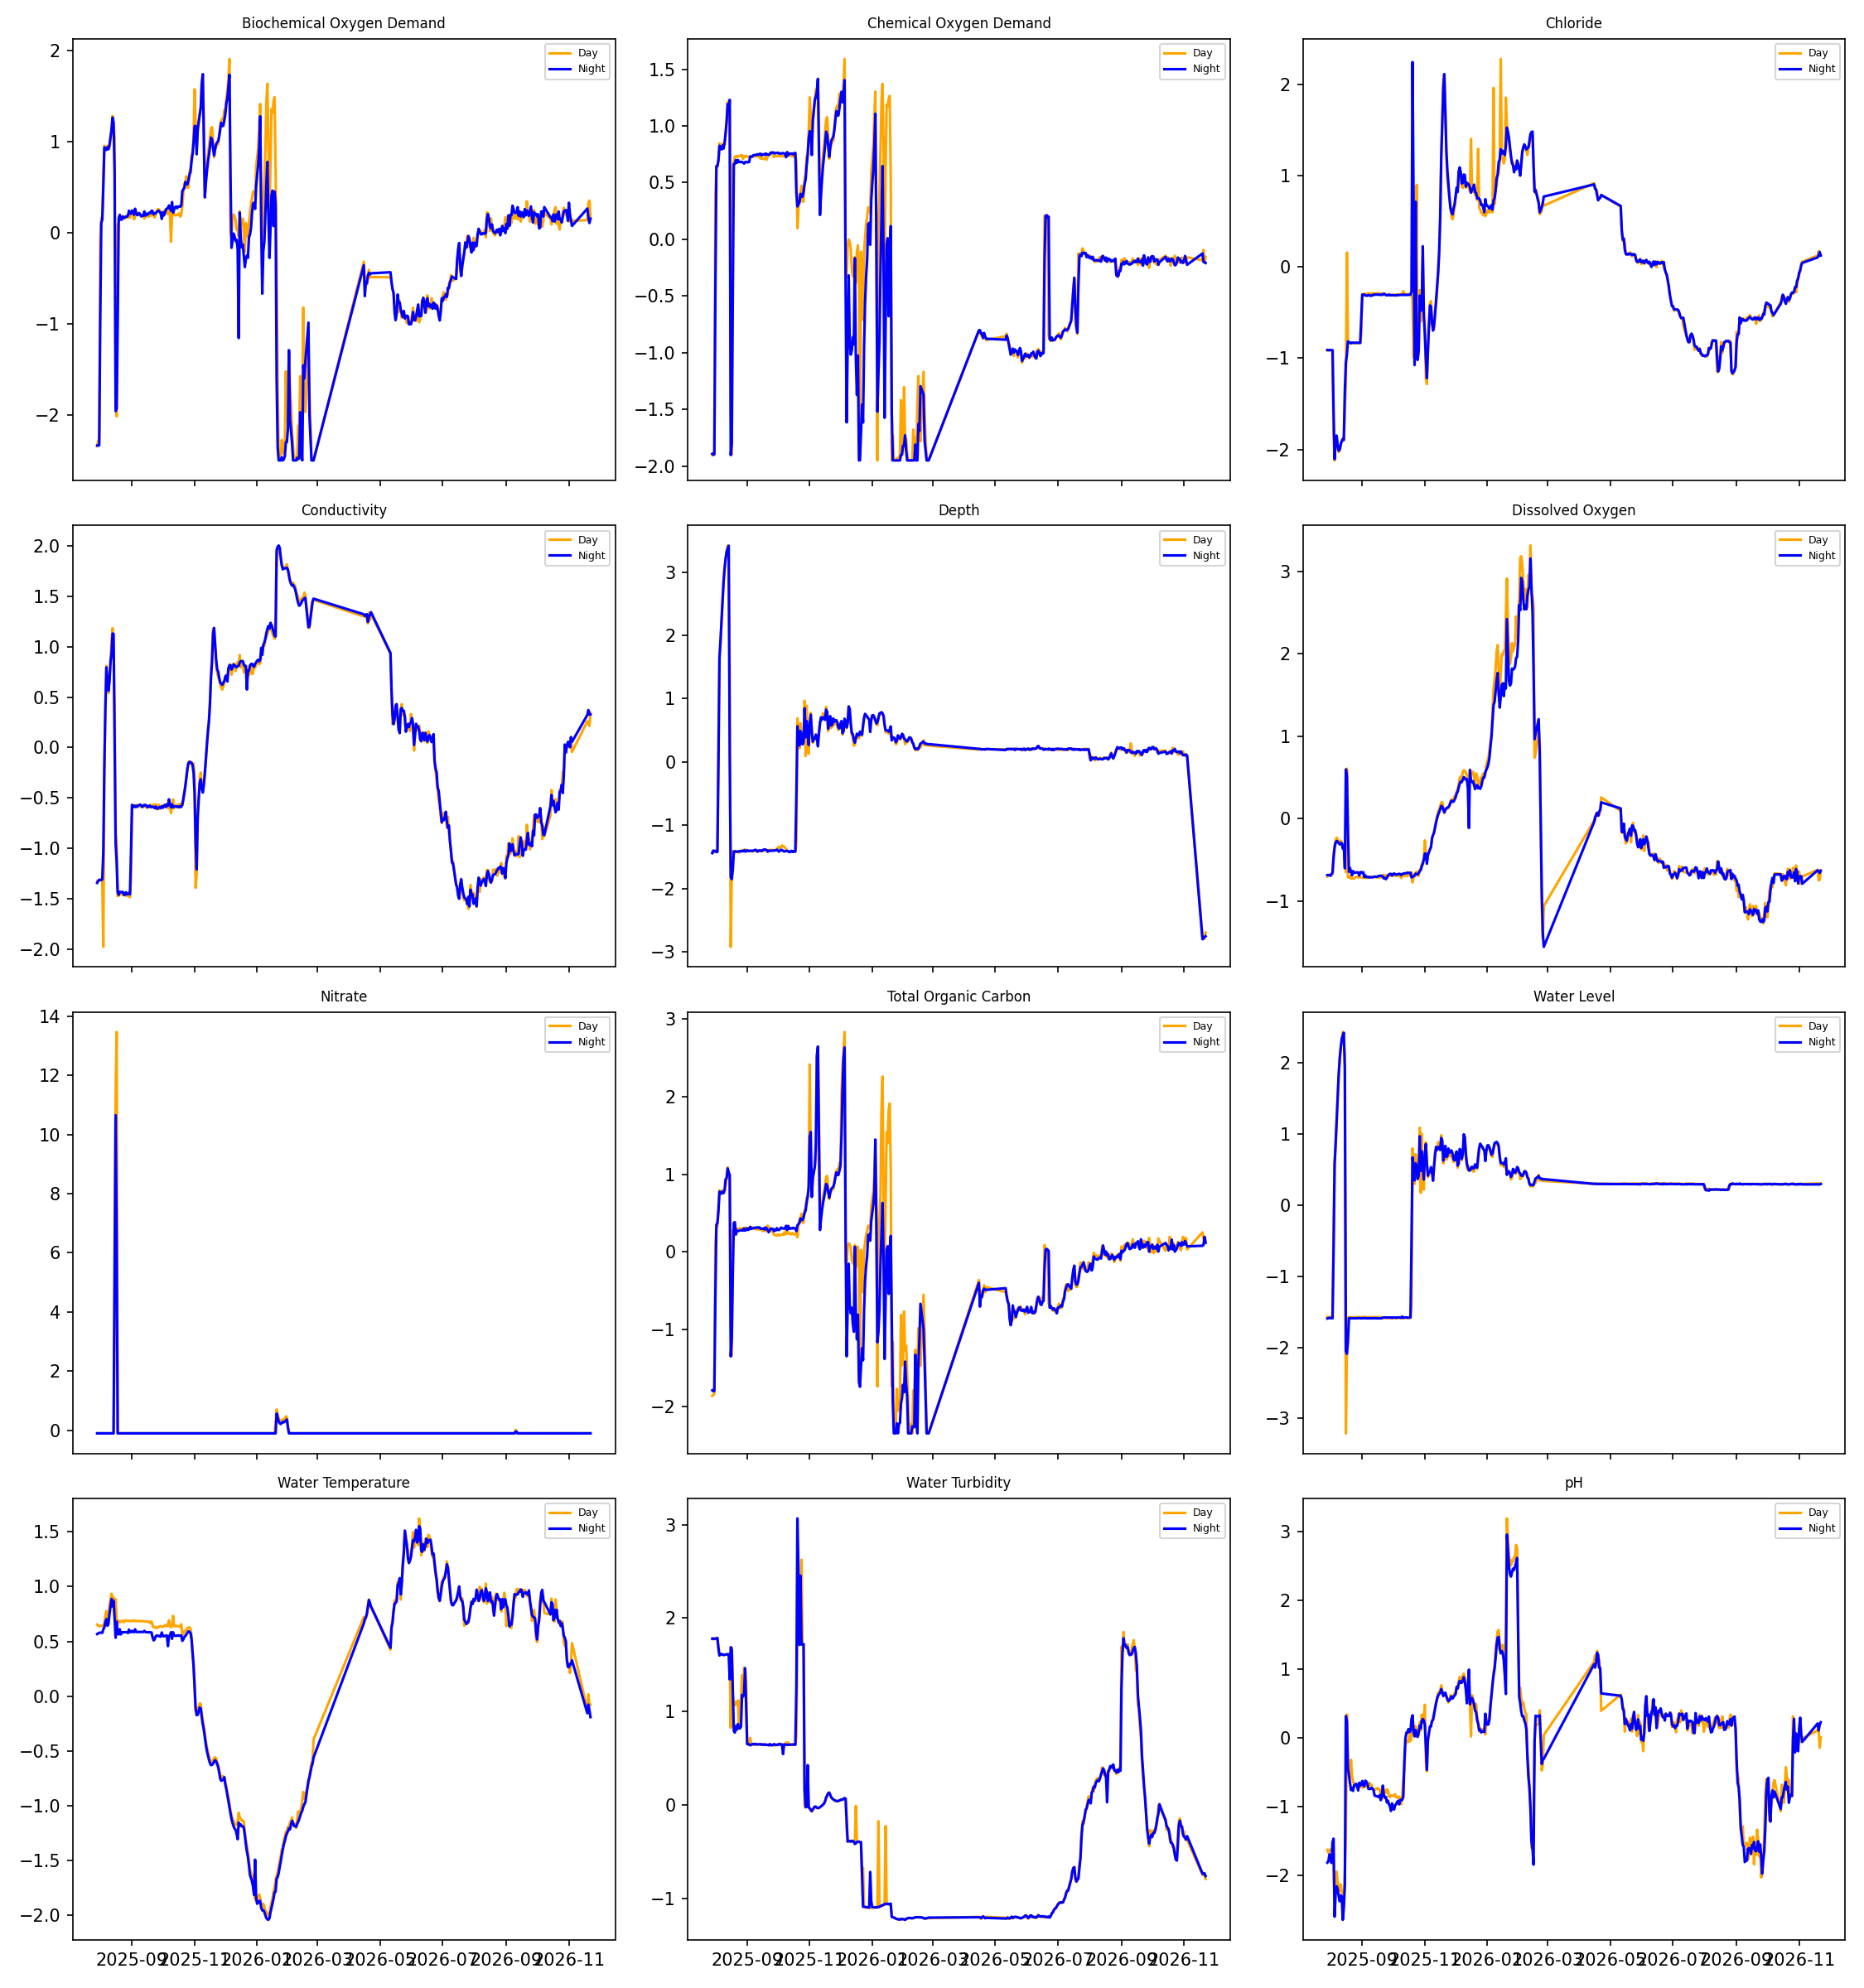 Biochemical Oxygen Demand
2
1
0
−1
−2
Day
Night
Chemical Oxygen Demand
1.5
1.0
0.5
0.0
−0.5
−1.0
−1.5
−2.0
Day
Night
Chloride
2
1
0
−1
−2
Day
Night
Conductivity
2.0
1.5
1.0
0.5
0.0
−0.5
−1.0
−1.5
−2.0
Day
Night
Depth
3
2
1
0
−1
−2
−3
Day
Night
Dissolved Oxygen
3
2
1
0
−1
Day
Night
Nitrate
14
12
10
8
6
4
2
0
Day
Night
Total Organic Carbon
3
2
1
0
−1
−2
Day
Night
Water Level
2
1
0
−1
−2
−3
Day
Night
Water Temperature
1.5
1.0
0.5
0.0
−0.5
−1.0
−1.5
−2.0
Day
Night
2025-09 2025-11 2026-01 2026-03 2026-05 2026-07 2026-09 2026-11
Water Turbidity
3
2
1
0
−1
Day
Night
2025-09 2025-11 2026-01 2026-03 2026-05 2026-07 2026-09 2026-11
pH
3
2
1
0
−1
−2
Day
Night
2025-09 2025-11 2026-01 2026-03 2026-05 2026-07 2026-09 2026-11